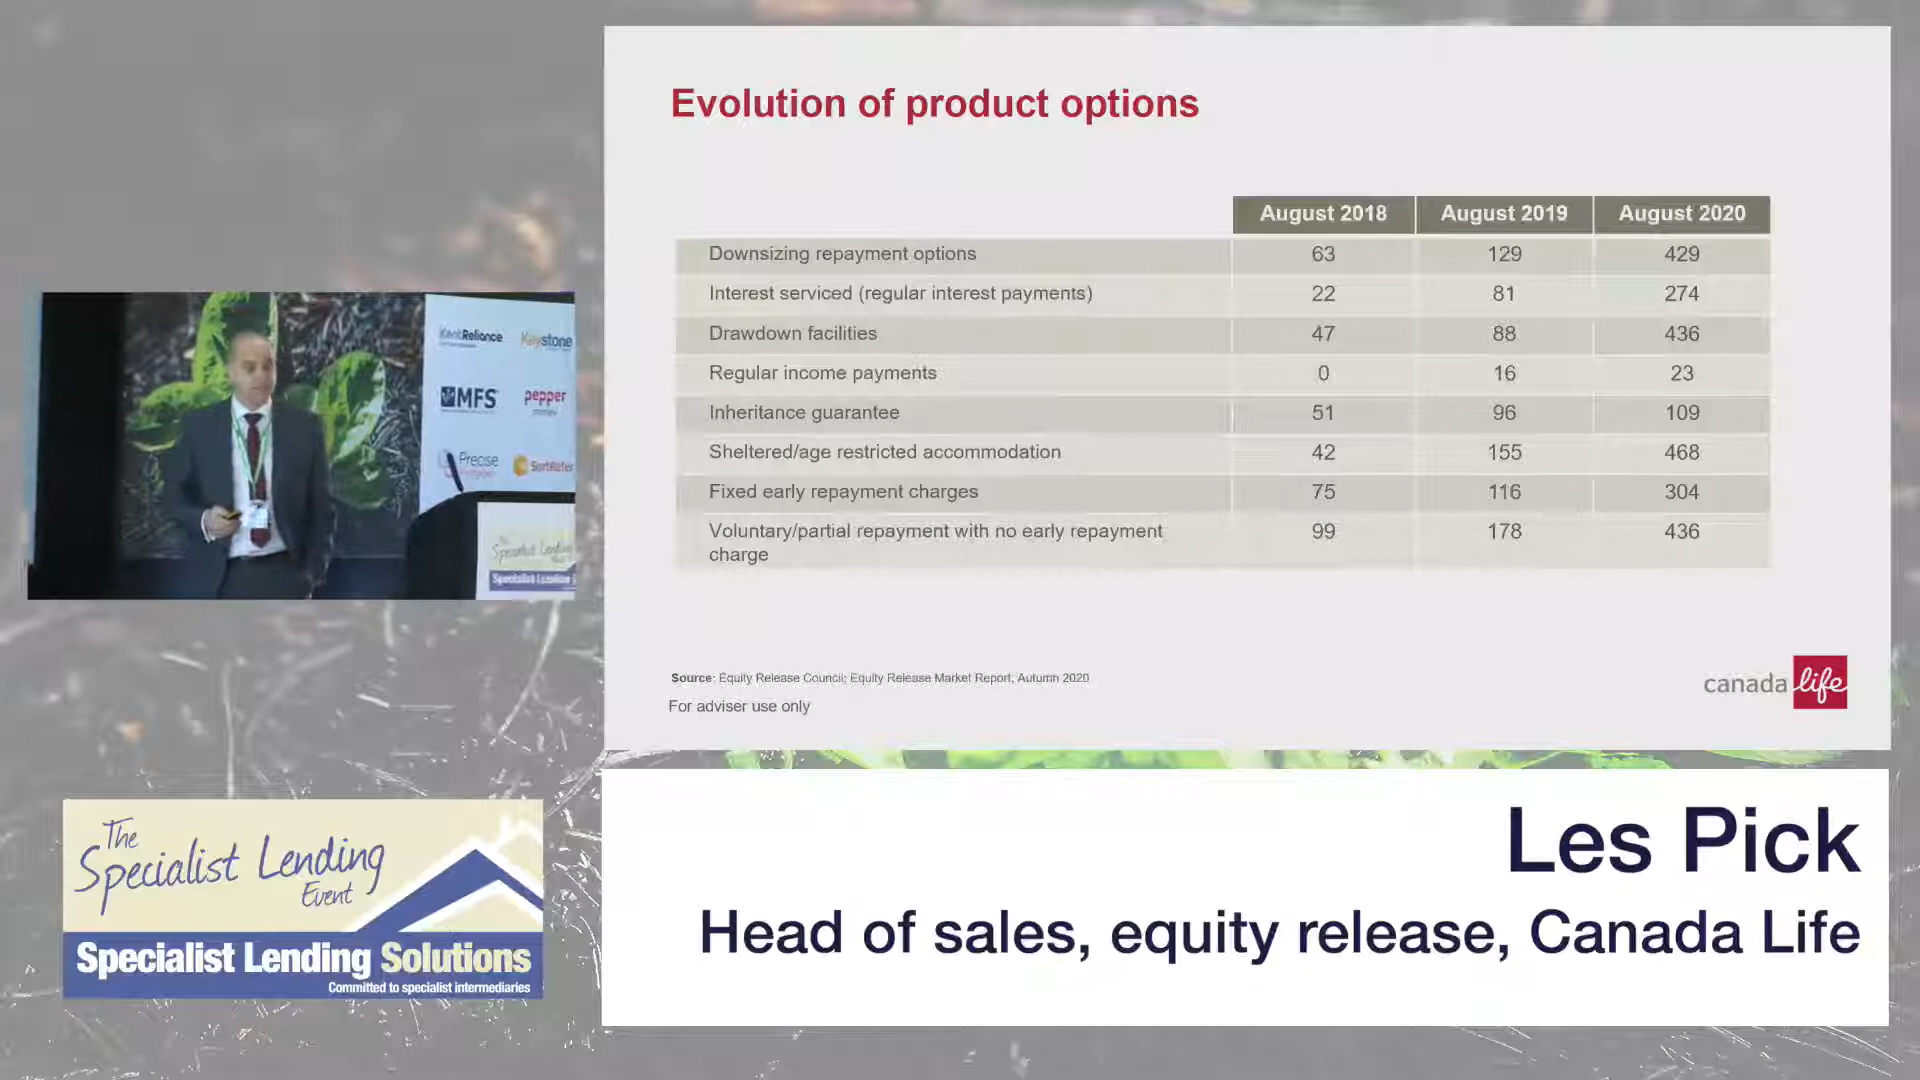 Evolution of product options
August 2018 August 2019 August 2020
Downsizing repayment options 63 129 429
Interest serviced (regular interest payments) 22 81 274
Drawdown facilities 47 88 436
Regular income payments 0 16 23
Inheritance guarantee 51 96 109
Sheltered/age restricted accommodation 42 155 468
Fixed early repayment charges 75 116 304
Voluntary/partial repayment with no early repayment 99 178 436
charge
Source: Equity Release Council; Equity Release Market Report, Autumn 2020
For adviser use only
canada life
KentReliance Keystone
MFS pepper
Precise
The
Specialist Lending
Event
Specialist Lending Solutions
Committed to specialist intermediaries
Les Pick
Head of sales, equity release, Canada Life